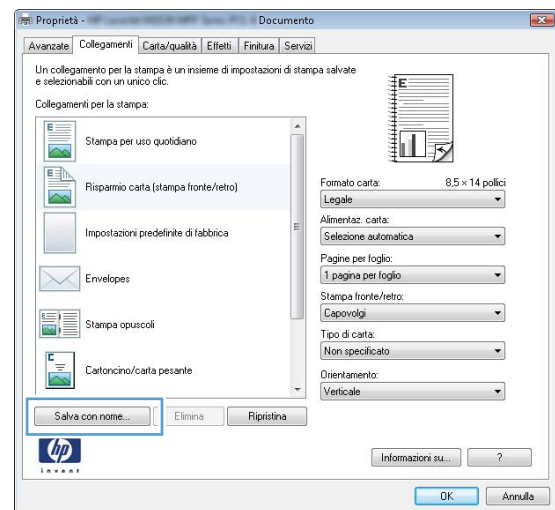 Proprietà - Documento
Avanzate Collegamenti Carta/qualità Effetti Finitura Servizi
Un collegamento per la stampa è un insieme di impostazioni di stampa salvate
e selezionabili con un unico clic.
Collegamenti per la stampa:
E
Stampa per uso quotidiano
E
Risparmio carta (stampa fronte/retro)
Impostazioni predefinite di fabbrica
Envelopes
Stampa opuscoli
C
Cartoncino/carta pesante
Salva con nome... Elimina Ripristina
E
Formato carta: 8,5 × 14 pollici
Legale
Alimentaz. carta:
Selezione automatica
Pagine per foglio:
1 pagina per foglio
Stampa fronte/retro:
Capovolgi
Tipo di carta:
Non specificato
Orientamento:
Verticale
hp
invent
Informazioni su... ?
OK Annulla